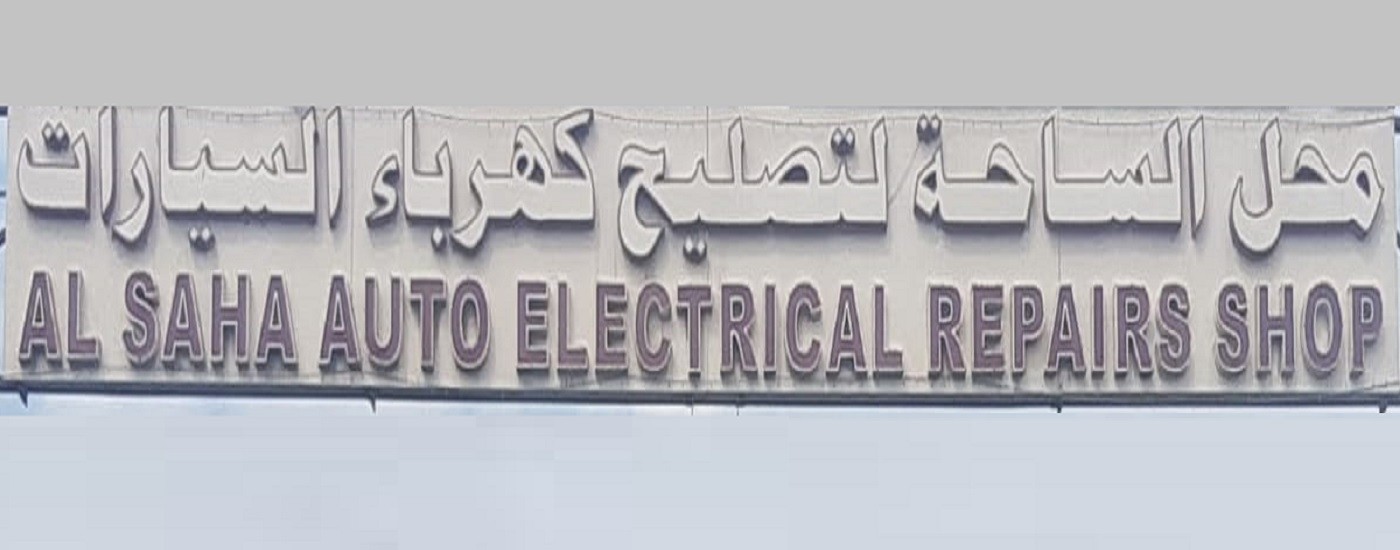 محل الساحة لتصليح كهرباء السيارات
AL SAHA AUTO ELECTRICAL REPAIRS SHOP